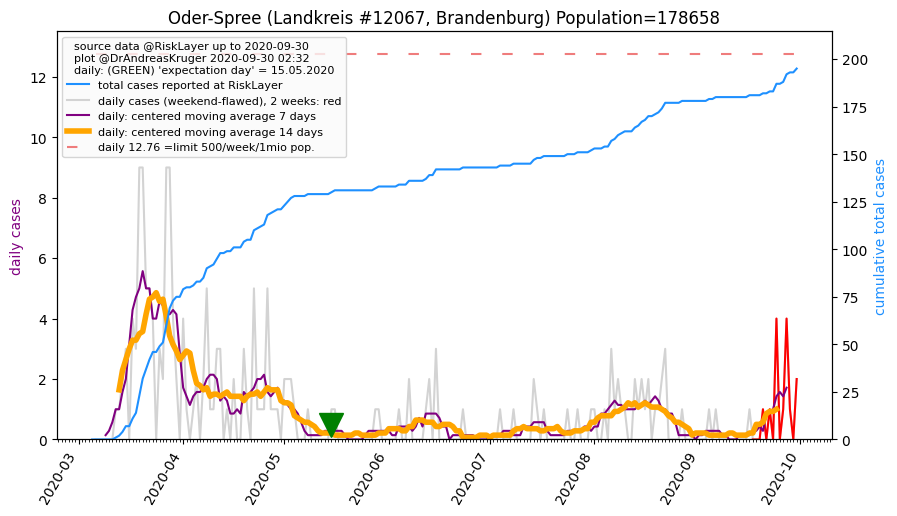 Oder-Spree (Landkreis #12067, Brandenburg) Population=178658
source data @RiskLayer up to 2020-09-30
plot @DrAndreasKruger 2020-09-30 02:32
daily: (GREEN) 'expectation day' = 15.05.2020
total cases reported at RiskLayer
daily cases (weekend-flawed), 2 weeks: red
daily: centered moving average 7 days
daily: centered moving average 14 days
daily 12.76 =limit 500/week/1mio pop.
daily cases
12
10
8
6
4
2
0
cumulative total cases
200
175
150
125
100
75
50
25
0
2020-03
2020-04
2020-05
2020-06
2020-07
2020-08
2020-09
2020-10